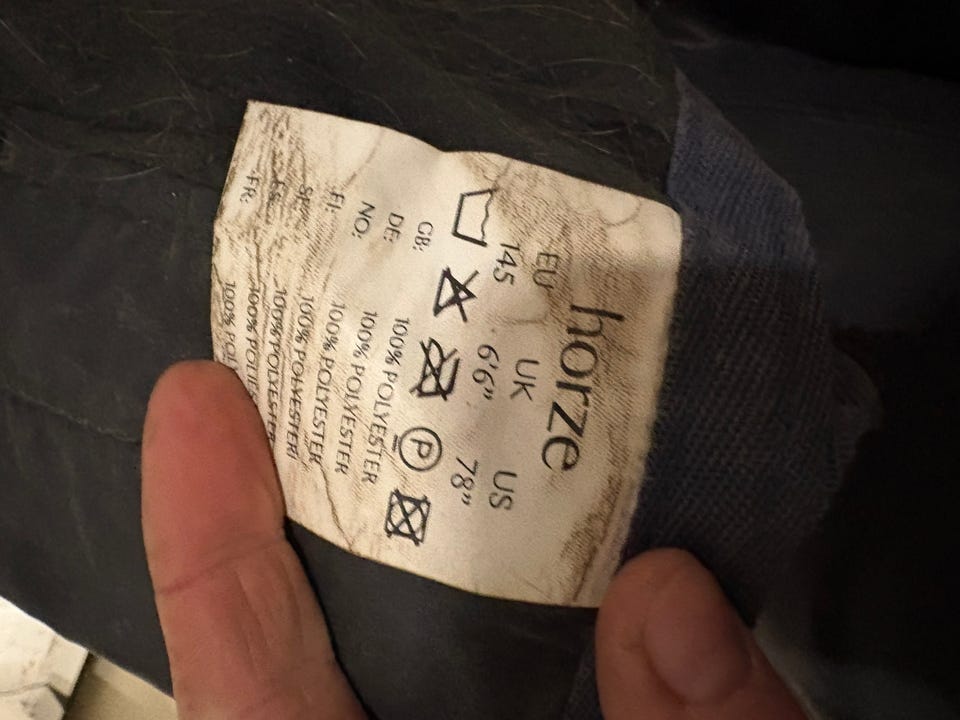 horze
EU UK US
145 6'6" 78"
P
GB: 100% POLYESTER
DE: 100% POLYESTER
NO: 100% POLYESTER
FI: 100% POLYESTER
SE: 100% POLYESTER
100% POLYESTER
FR: 100%